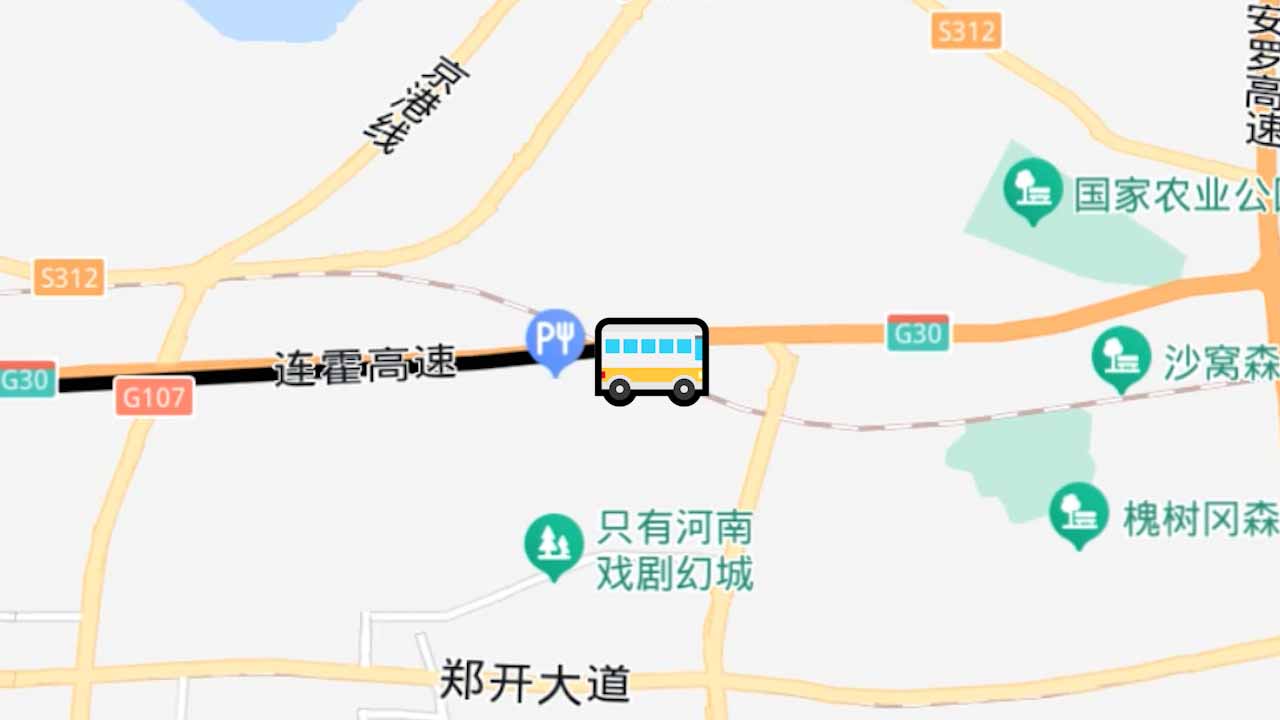 S312
安罗高速
京港线
国家农业公
S312
G30
沙窝森
连霍高速
G30
G107
P
槐树冈森
只有河南
戏剧幻城
郑开大道